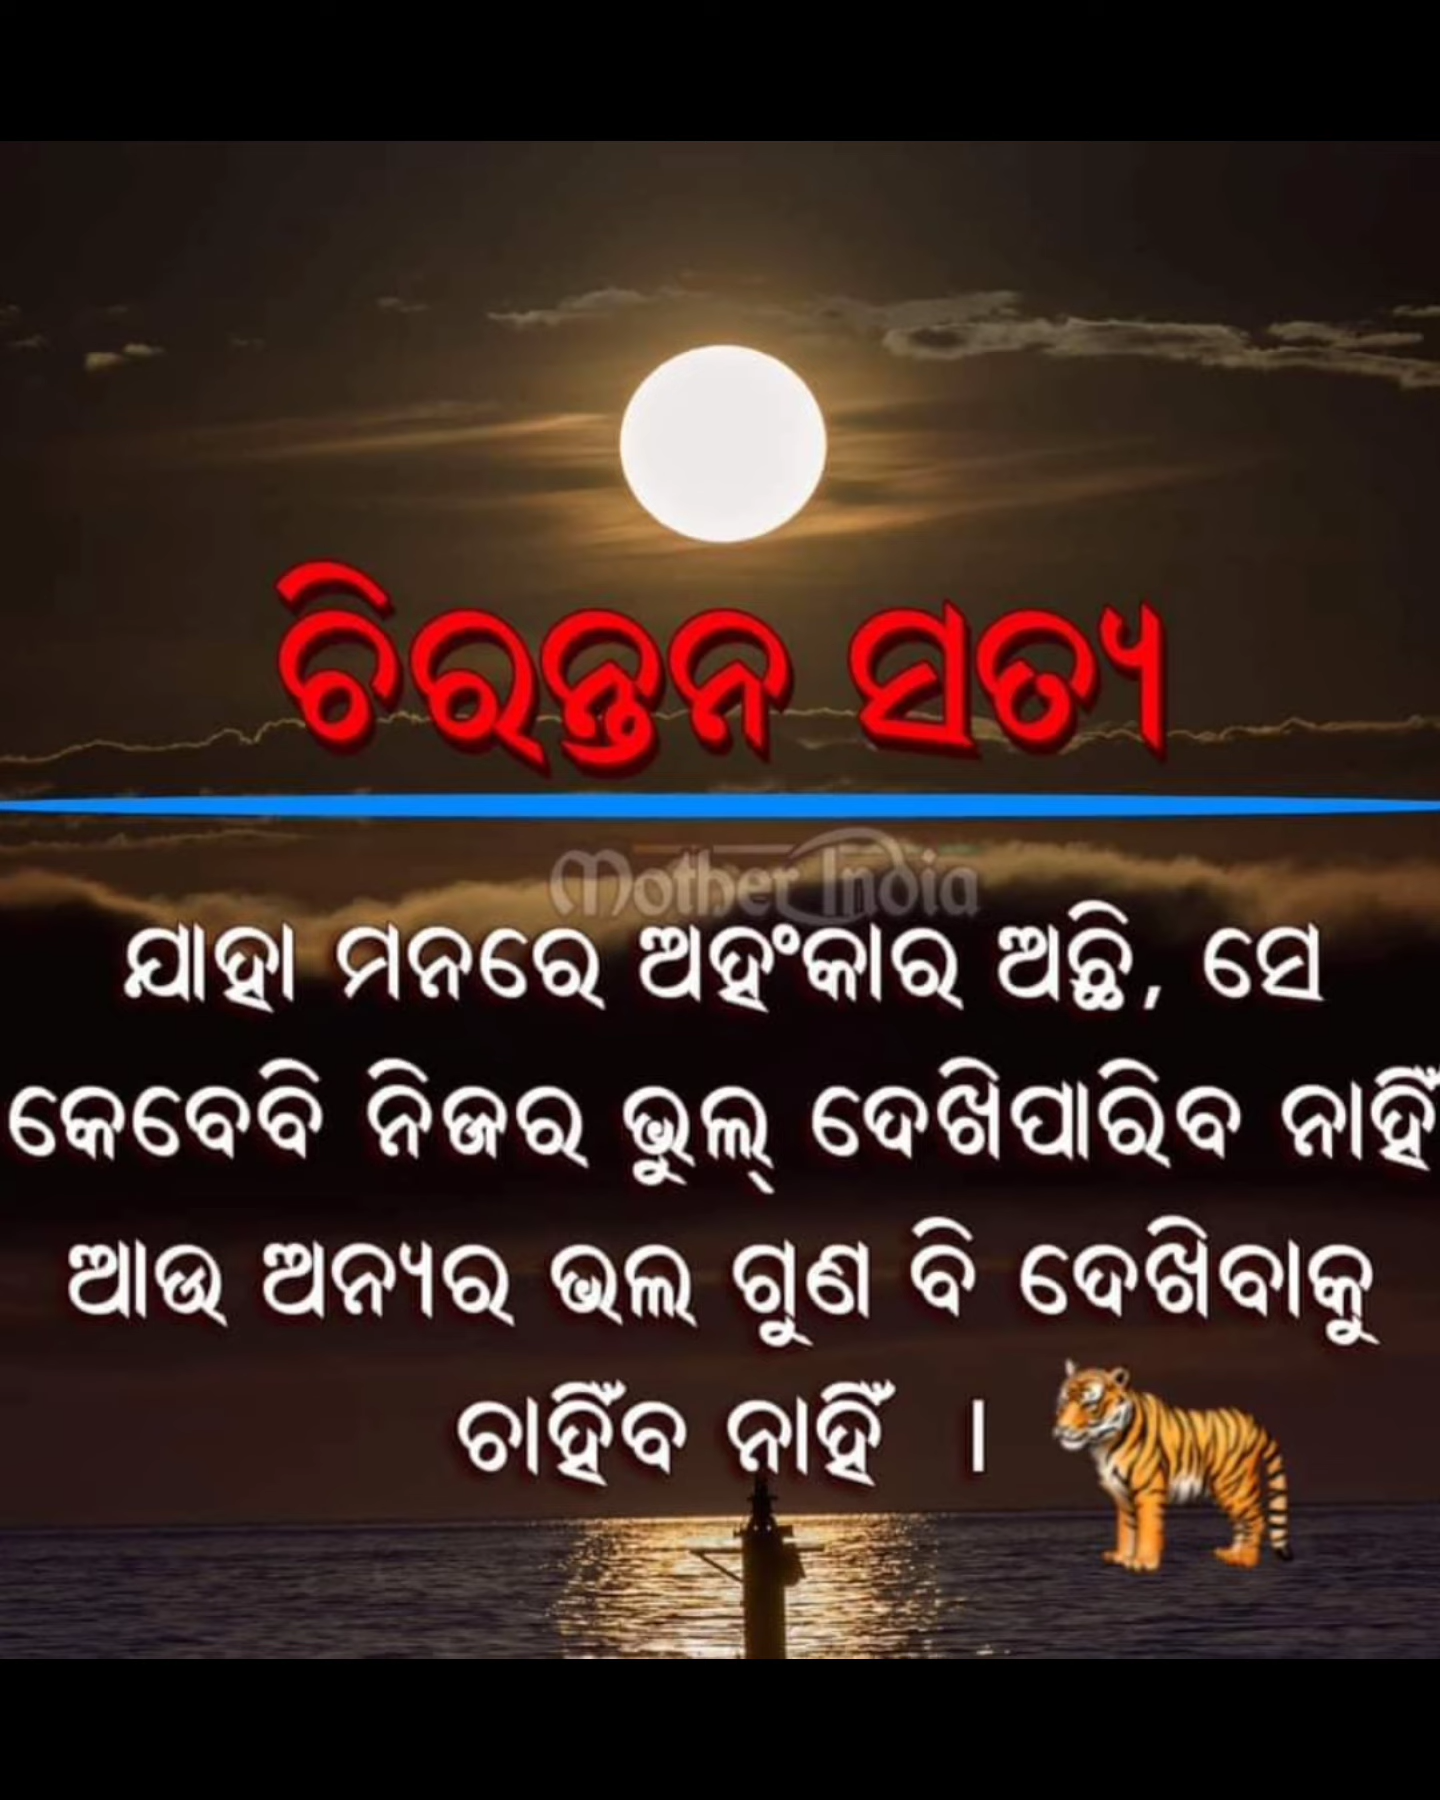 ଚିରନ୍ତନ ସତ୍ୟ
Mother India
ଯାହା ମନରେ ଅହଂକାର ଅଛି, ସେ
କେବେବି ନିଜର ଭୁଲ୍ ଦେଖିପାରିବ ନାହିଁ
ଆଉ ଅନ୍ୟର ଭଲ ଗୁଣ ବି ଦେଖିବାକୁ
ଚାହିଁବ ନାହିଁ ।